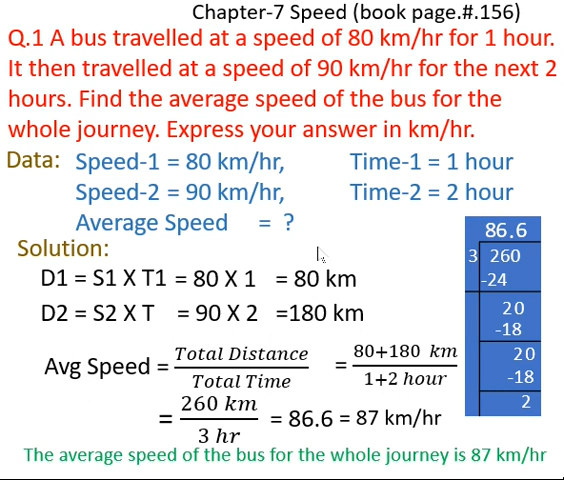 Chapter-7 Speed (book page.#.156)
Q.1 A bus travelled at a speed of 80 km/hr for 1 hour.
It then travelled at a speed of 90 km/hr for the next 2
hours. Find the average speed of the bus for the
whole journey. Express your answer in km/hr.
Data: Speed-1 = 80 km/hr, Time-1 = 1 hour
Speed-2 = 90 km/hr, Time-2 = 2 hour
Average Speed = ?
Solution:
D1 = S1 X T1 = 80 X 1 = 80 km
D2 = S2 X T = 90 X 2 =180 km
Avg Speed = Total Distance / Total Time = 80+180 km / 1+2 hour
= 260 km / 3 hr = 86.6 = 87 km/hr
86.6
3 260
-24
20
-18
20
-18
2
The average speed of the bus for the whole journey is 87 km/hr